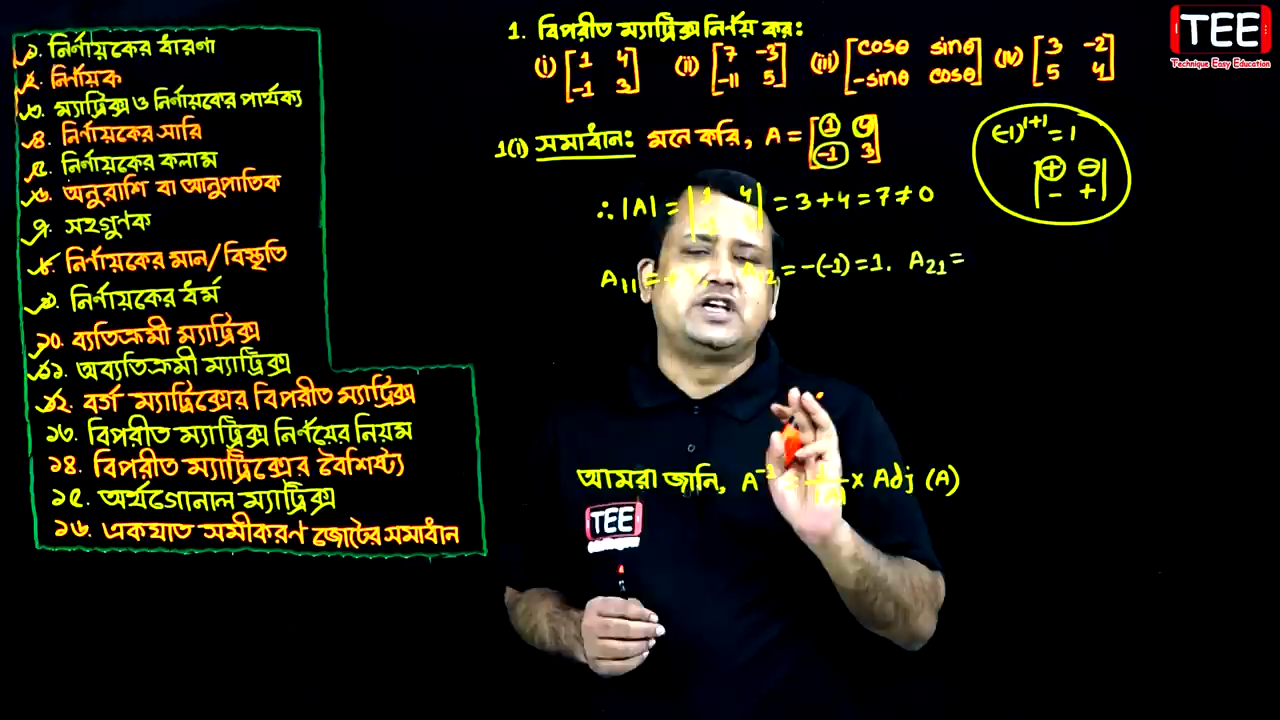 ১. নির্ণায়কের ধারণা
২. নির্ণায়ক
৩. ম্যাট্রিক্স ও নির্ণায়কের পার্থক্য
৪. নির্ণায়কের সারি
৫. নির্ণায়কের কলাম
৬. অনুরাশি বা আনুপাতিক
৭. সহগুণক
৮. নির্ণায়কের মান/বিস্তৃতি
৯. নির্ণায়কের ধর্ম
১০. ব্যতিক্রমী ম্যাট্রিক্স
১১. অব্যতিক্রমী ম্যাট্রিক্স
১২. বর্গ ম্যাট্রিক্সের বিপরীত ম্যাট্রিক্স
১৩. বিপরীত ম্যাট্রিক্স নির্ণয়ের নিয়ম
১৪. বিপরীত ম্যাট্রিক্সের বৈশিষ্ট্য
১৫. অর্থগোনাল ম্যাট্রিক্স
১৬. একঘাত সমীকরণ জোটের সমাধান
1. বিপরীত ম্যাট্রিক্স নির্ণয় কর:
(i) [1 4 (ii) [7 -3 (iii) [cosθ sinθ] (iv) [3 -2
-1 3] -11 5] -sinθ cosθ] 5 4]
1(i) সমাধান: মনে করি, A = [1 4
-1 3]
∴ |A| = | 4 | = 3+4 = 7 ≠ 0
A11 = = -(-1) = 1. A21 =
আমরা জানি, A × Adj (A)
(-1)^1+1 = 1
|+ -|
|- +|
TEE
Technique Easy Education
TEE